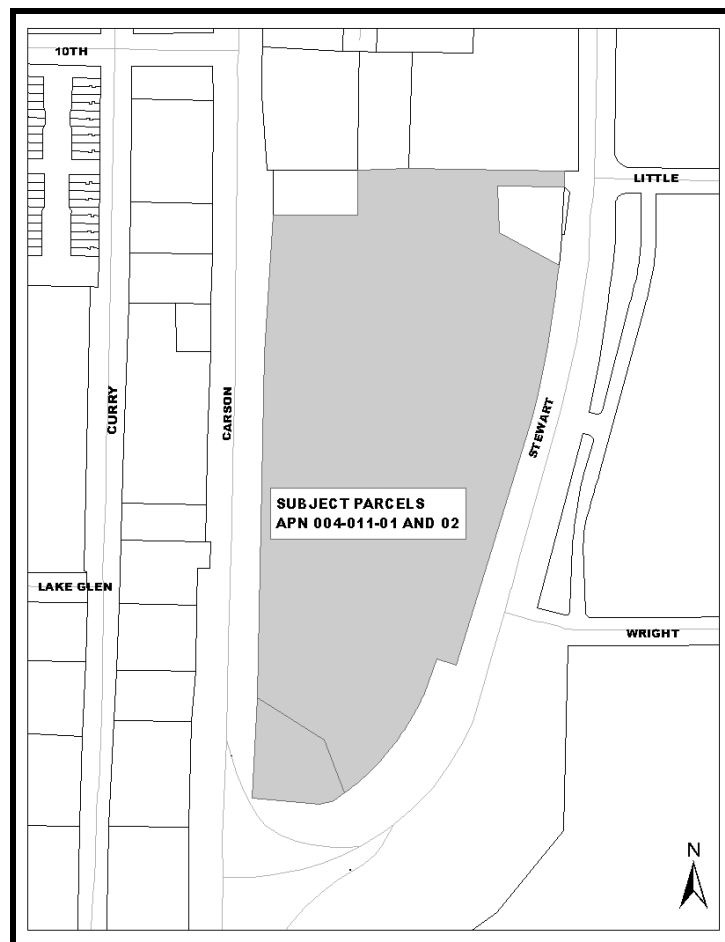 10TH
LITTLE
CURRY
CARSON
STEWART
SUBJECT PARCELS
APN 004-011-01 AND 02
LAKE GLEN
WRIGHT
N